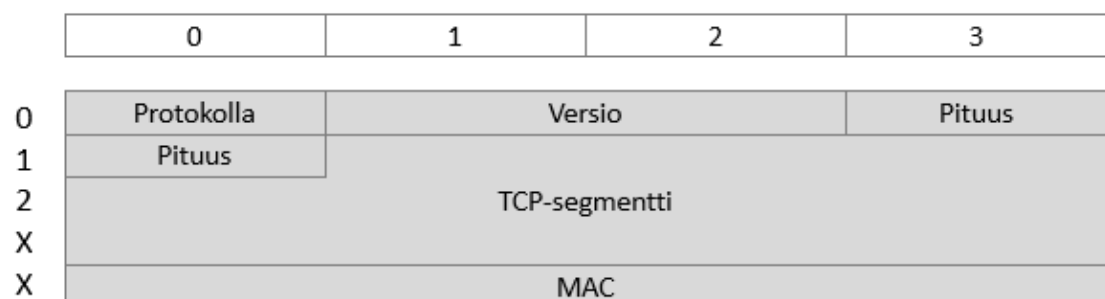 0 1 2 3
0 Protokolla Versio Pituus
1 Pituus
2 TCP-segmentti
X
X MAC